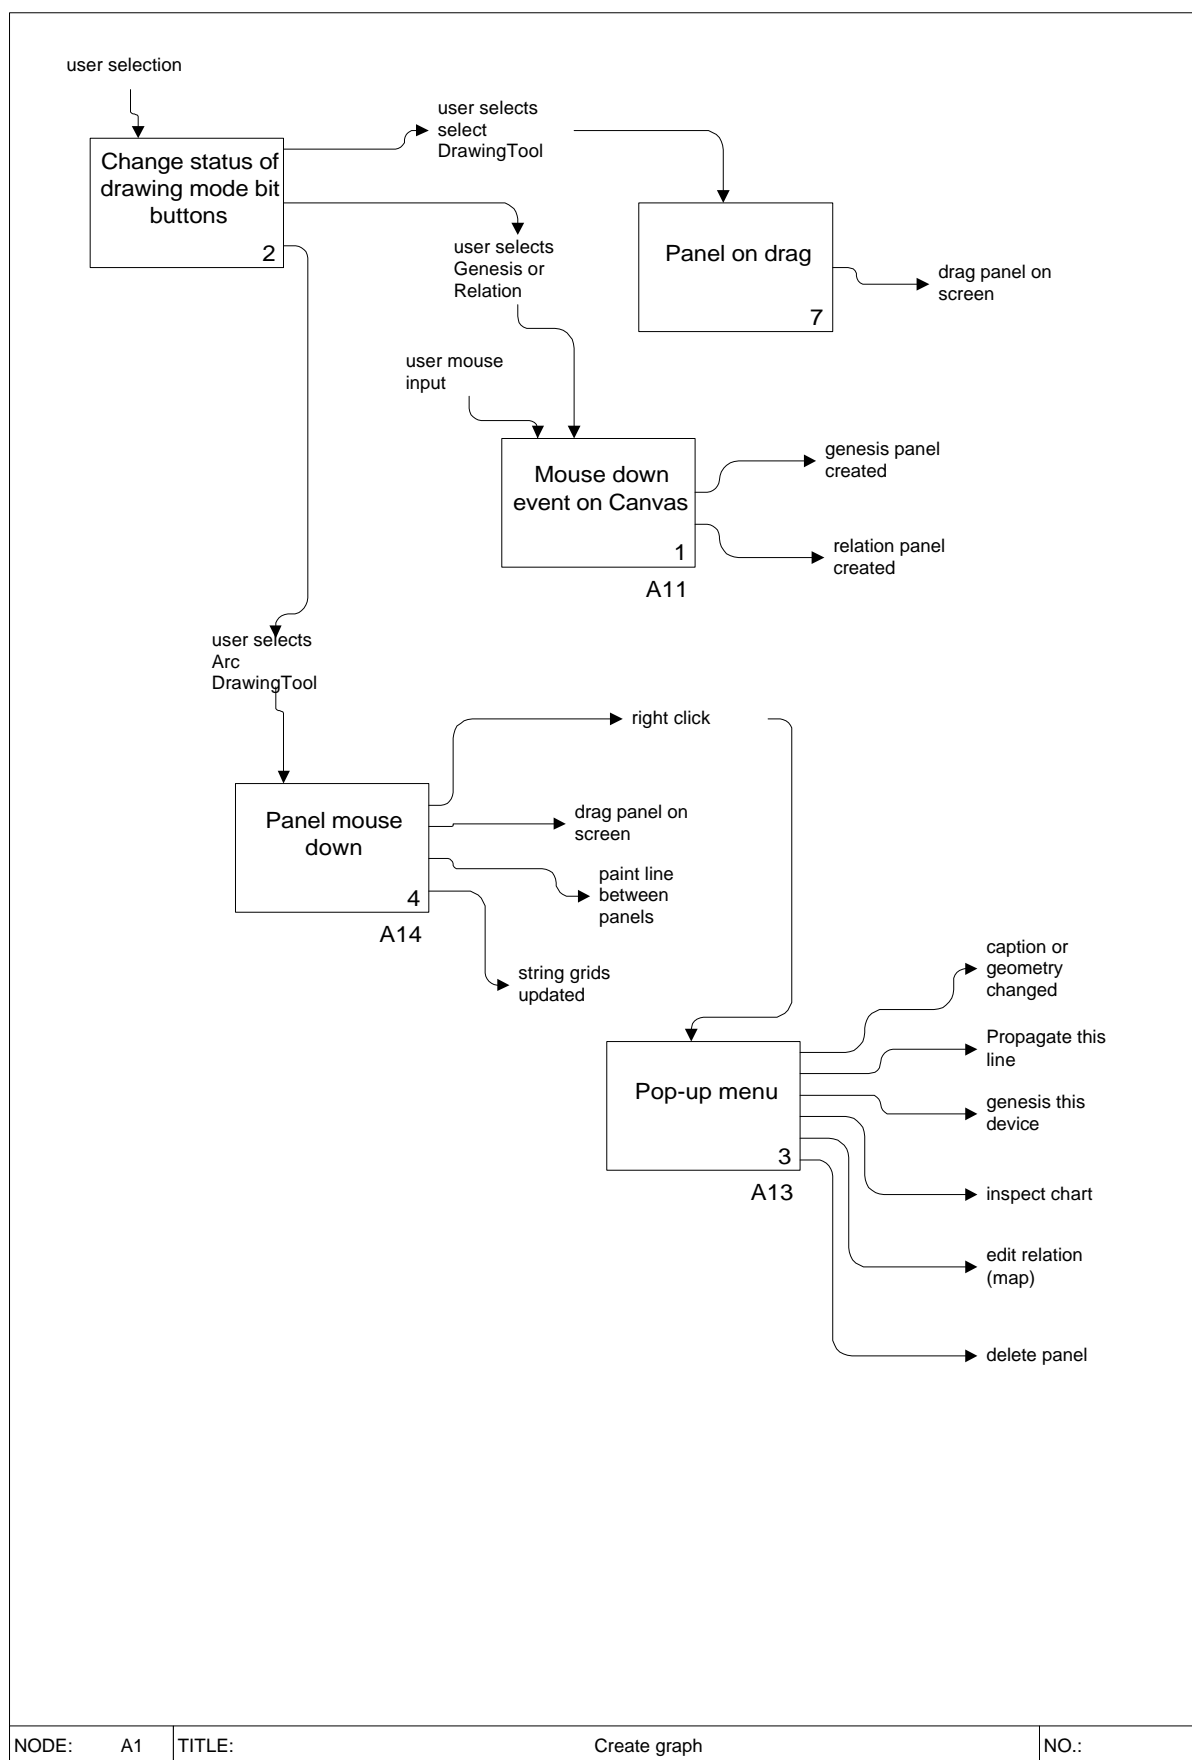 user selection
user selects
select
DrawingTool
Change status of
drawing mode bit
buttons
2
user selects
Genesis or
Relation
Panel on drag
7
drag panel on
screen
user mouse
input
Mouse down
event on Canvas
1
A11
genesis panel
created
relation panel
created
user selects
Arc
DrawingTool
right click
Panel mouse
down
4
A14
drag panel on
screen
paint line
between
panels
string grids
updated
Pop-up menu
3
A13
caption or
geometry
changed
Propagate this
line
genesis this
device
inspect chart
edit relation
(map)
delete panel
NODE: A1 TITLE: Create graph NO.: